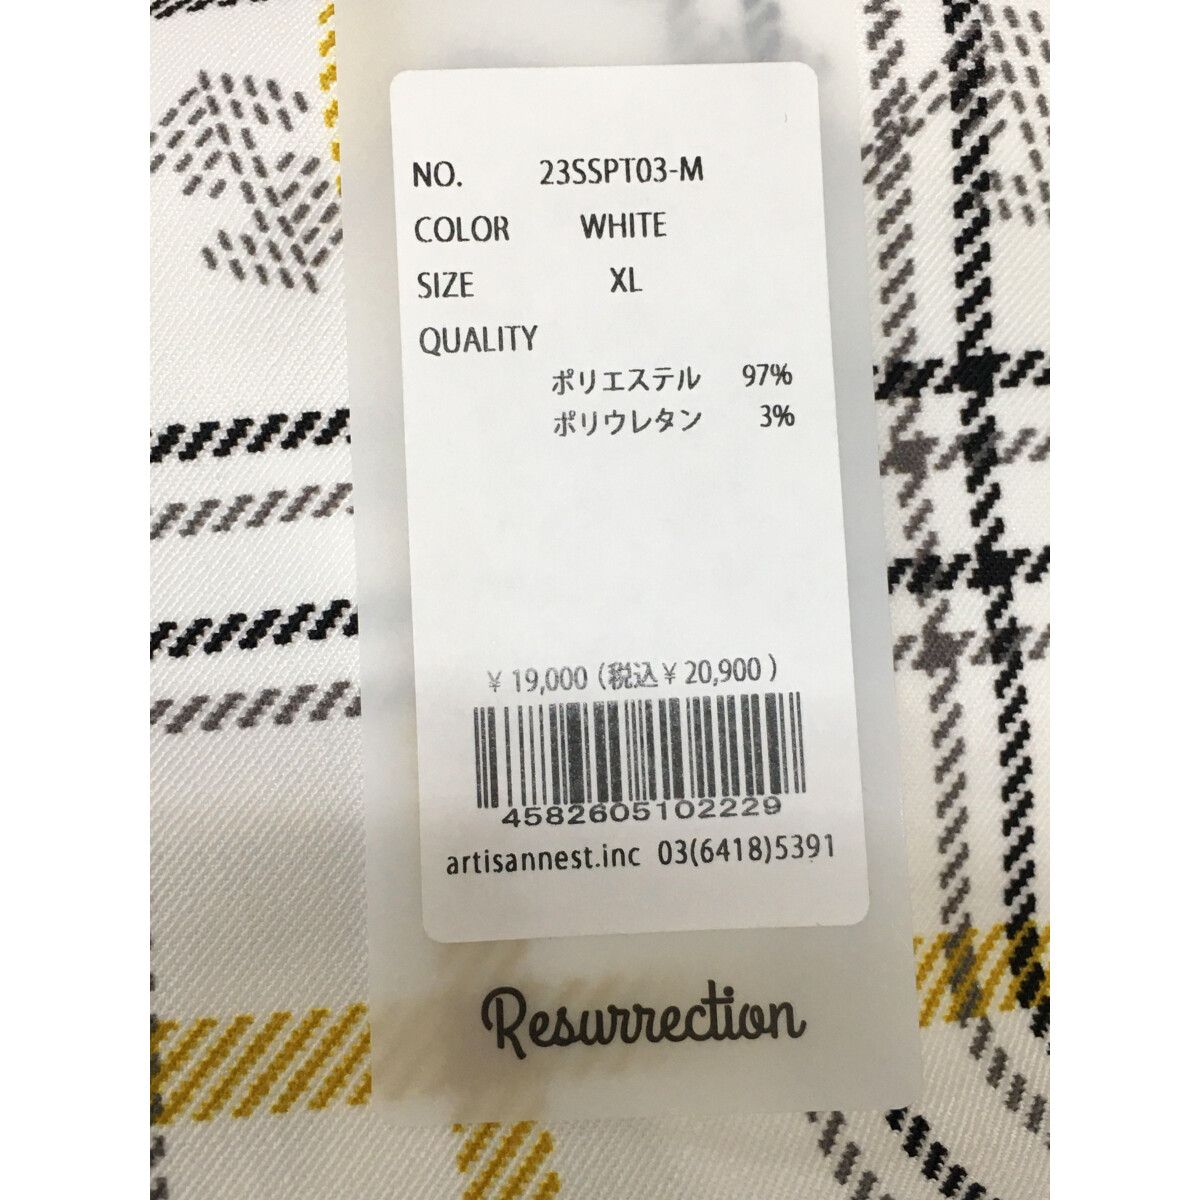 NO. 23SSPT03-M
COLOR WHITE
SIZE XL
QUALITY
ポリエステル 97%
ポリウレタン 3%
¥ 19,000 (税込 ¥ 20,900 )
4582605102229
artisannest.inc 03(6418)5391
Resurrection